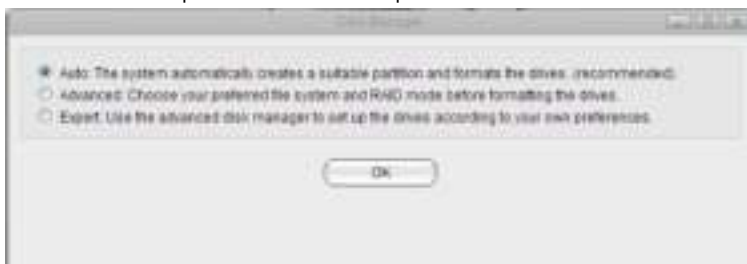 Disk Manager
Auto: The system automatically creates a suitable partition and formats the drives. (recommended).
Advanced: Choose your preferred file system and RAID mode before formatting the drives.
Expert: Use the advanced disk manager to set up the drives according to your own preferences.
OK